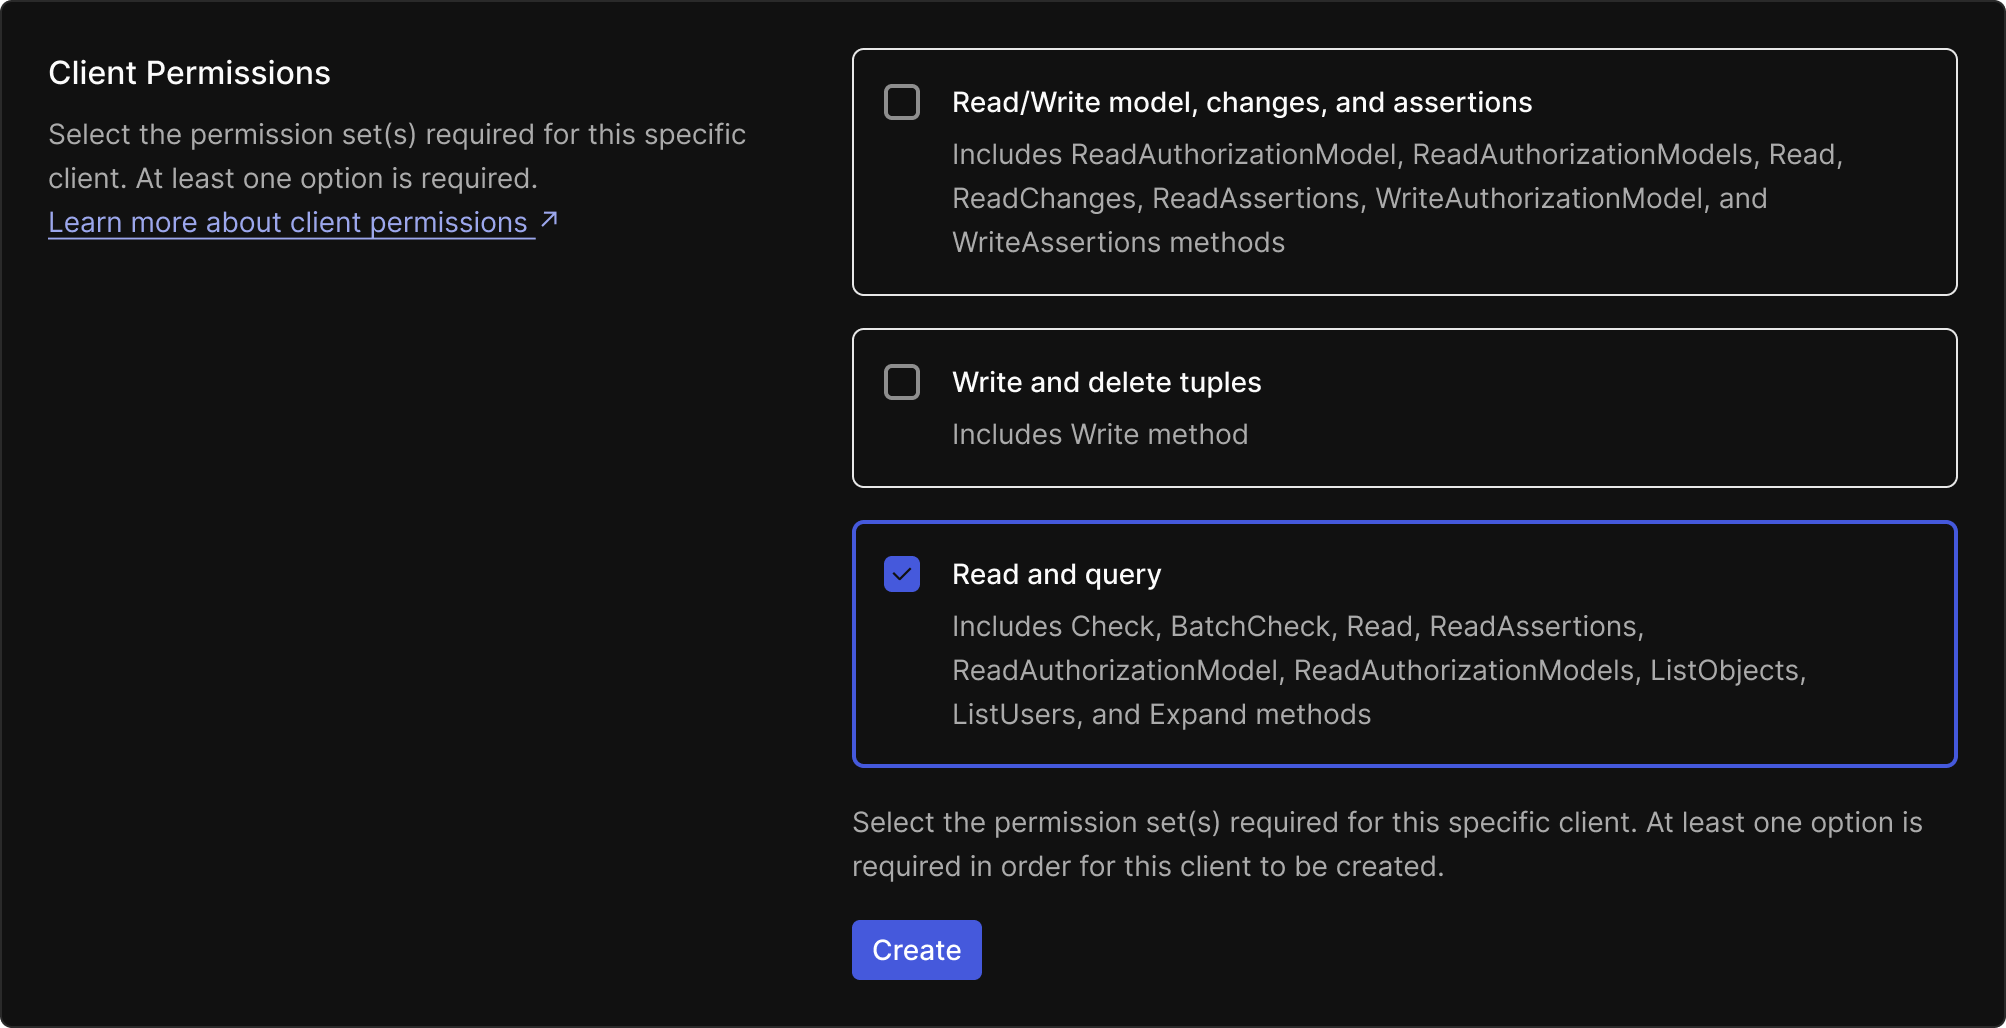 Client Permissions
Select the permission set(s) required for this specific
client. At least one option is required.
Learn more about client permissions
Read/Write model, changes, and assertions
Includes ReadAuthorizationModel, ReadAuthorizationModels, Read,
ReadChanges, ReadAssertions, WriteAuthorizationModel, and
WriteAssertions methods
Write and delete tuples
Includes Write method
Read and query
Includes Check, BatchCheck, Read, ReadAssertions,
ReadAuthorizationModel, ReadAuthorizationModels, ListObjects,
ListUsers, and Expand methods
Select the permission set(s) required for this specific client. At least one option is
required in order for this client to be created.
Create